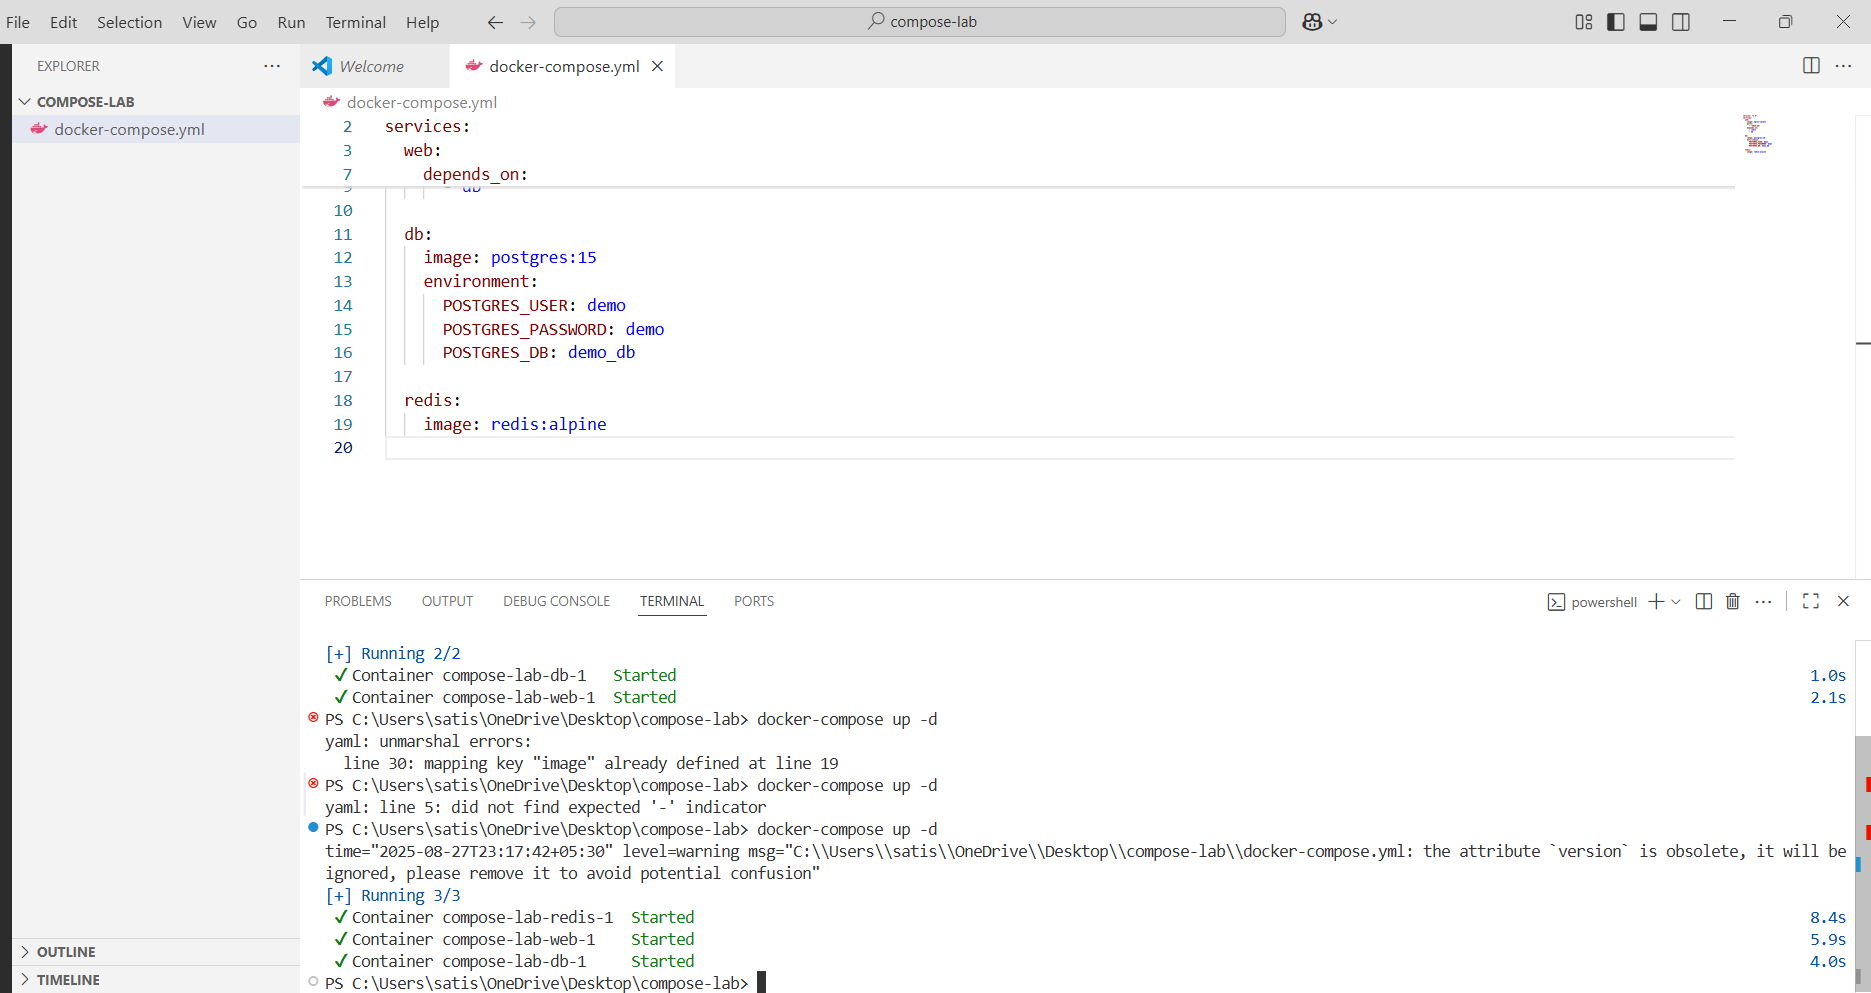 File Edit Selection View Go Run Terminal Help
compose-lab
EXPLORER
COMPOSE-LAB
docker-compose.yml
Welcome
docker-compose.yml
docker-compose.yml
2 services:
3 web:
7 depends_on:
9 - db
10
11 db:
12 image: postgres:15
13 environment:
14 POSTGRES_USER: demo
15 POSTGRES_PASSWORD: demo
16 POSTGRES_DB: demo_db
17
18 redis:
19 image: redis:alpine
20
PROBLEMS OUTPUT DEBUG CONSOLE TERMINAL PORTS
powershell
[+] Running 2/2
✓ Container compose-lab-db-1 Started 1.0s
✓ Container compose-lab-web-1 Started 2.1s
PS C:\Users\satis\OneDrive\Desktop\compose-lab> docker-compose up -d
yaml: unmarshal errors:
line 30: mapping key "image" already defined at line 19
PS C:\Users\satis\OneDrive\Desktop\compose-lab> docker-compose up -d
yaml: line 5: did not find expected '-' indicator
PS C:\Users\satis\OneDrive\Desktop\compose-lab> docker-compose up -d
time="2025-08-27T23:17:42+05:30" level=warning msg="C:\\Users\\satis\\OneDrive\\Desktop\\compose-lab\\docker-compose.yml: the attribute `version` is obsolete, it will be
ignored, please remove it to avoid potential confusion"
[+] Running 3/3
✓ Container compose-lab-redis-1 Started 8.4s
✓ Container compose-lab-web-1 Started 5.9s
✓ Container compose-lab-db-1 Started 4.0s
PS C:\Users\satis\OneDrive\Desktop\compose-lab>
OUTLINE
TIMELINE